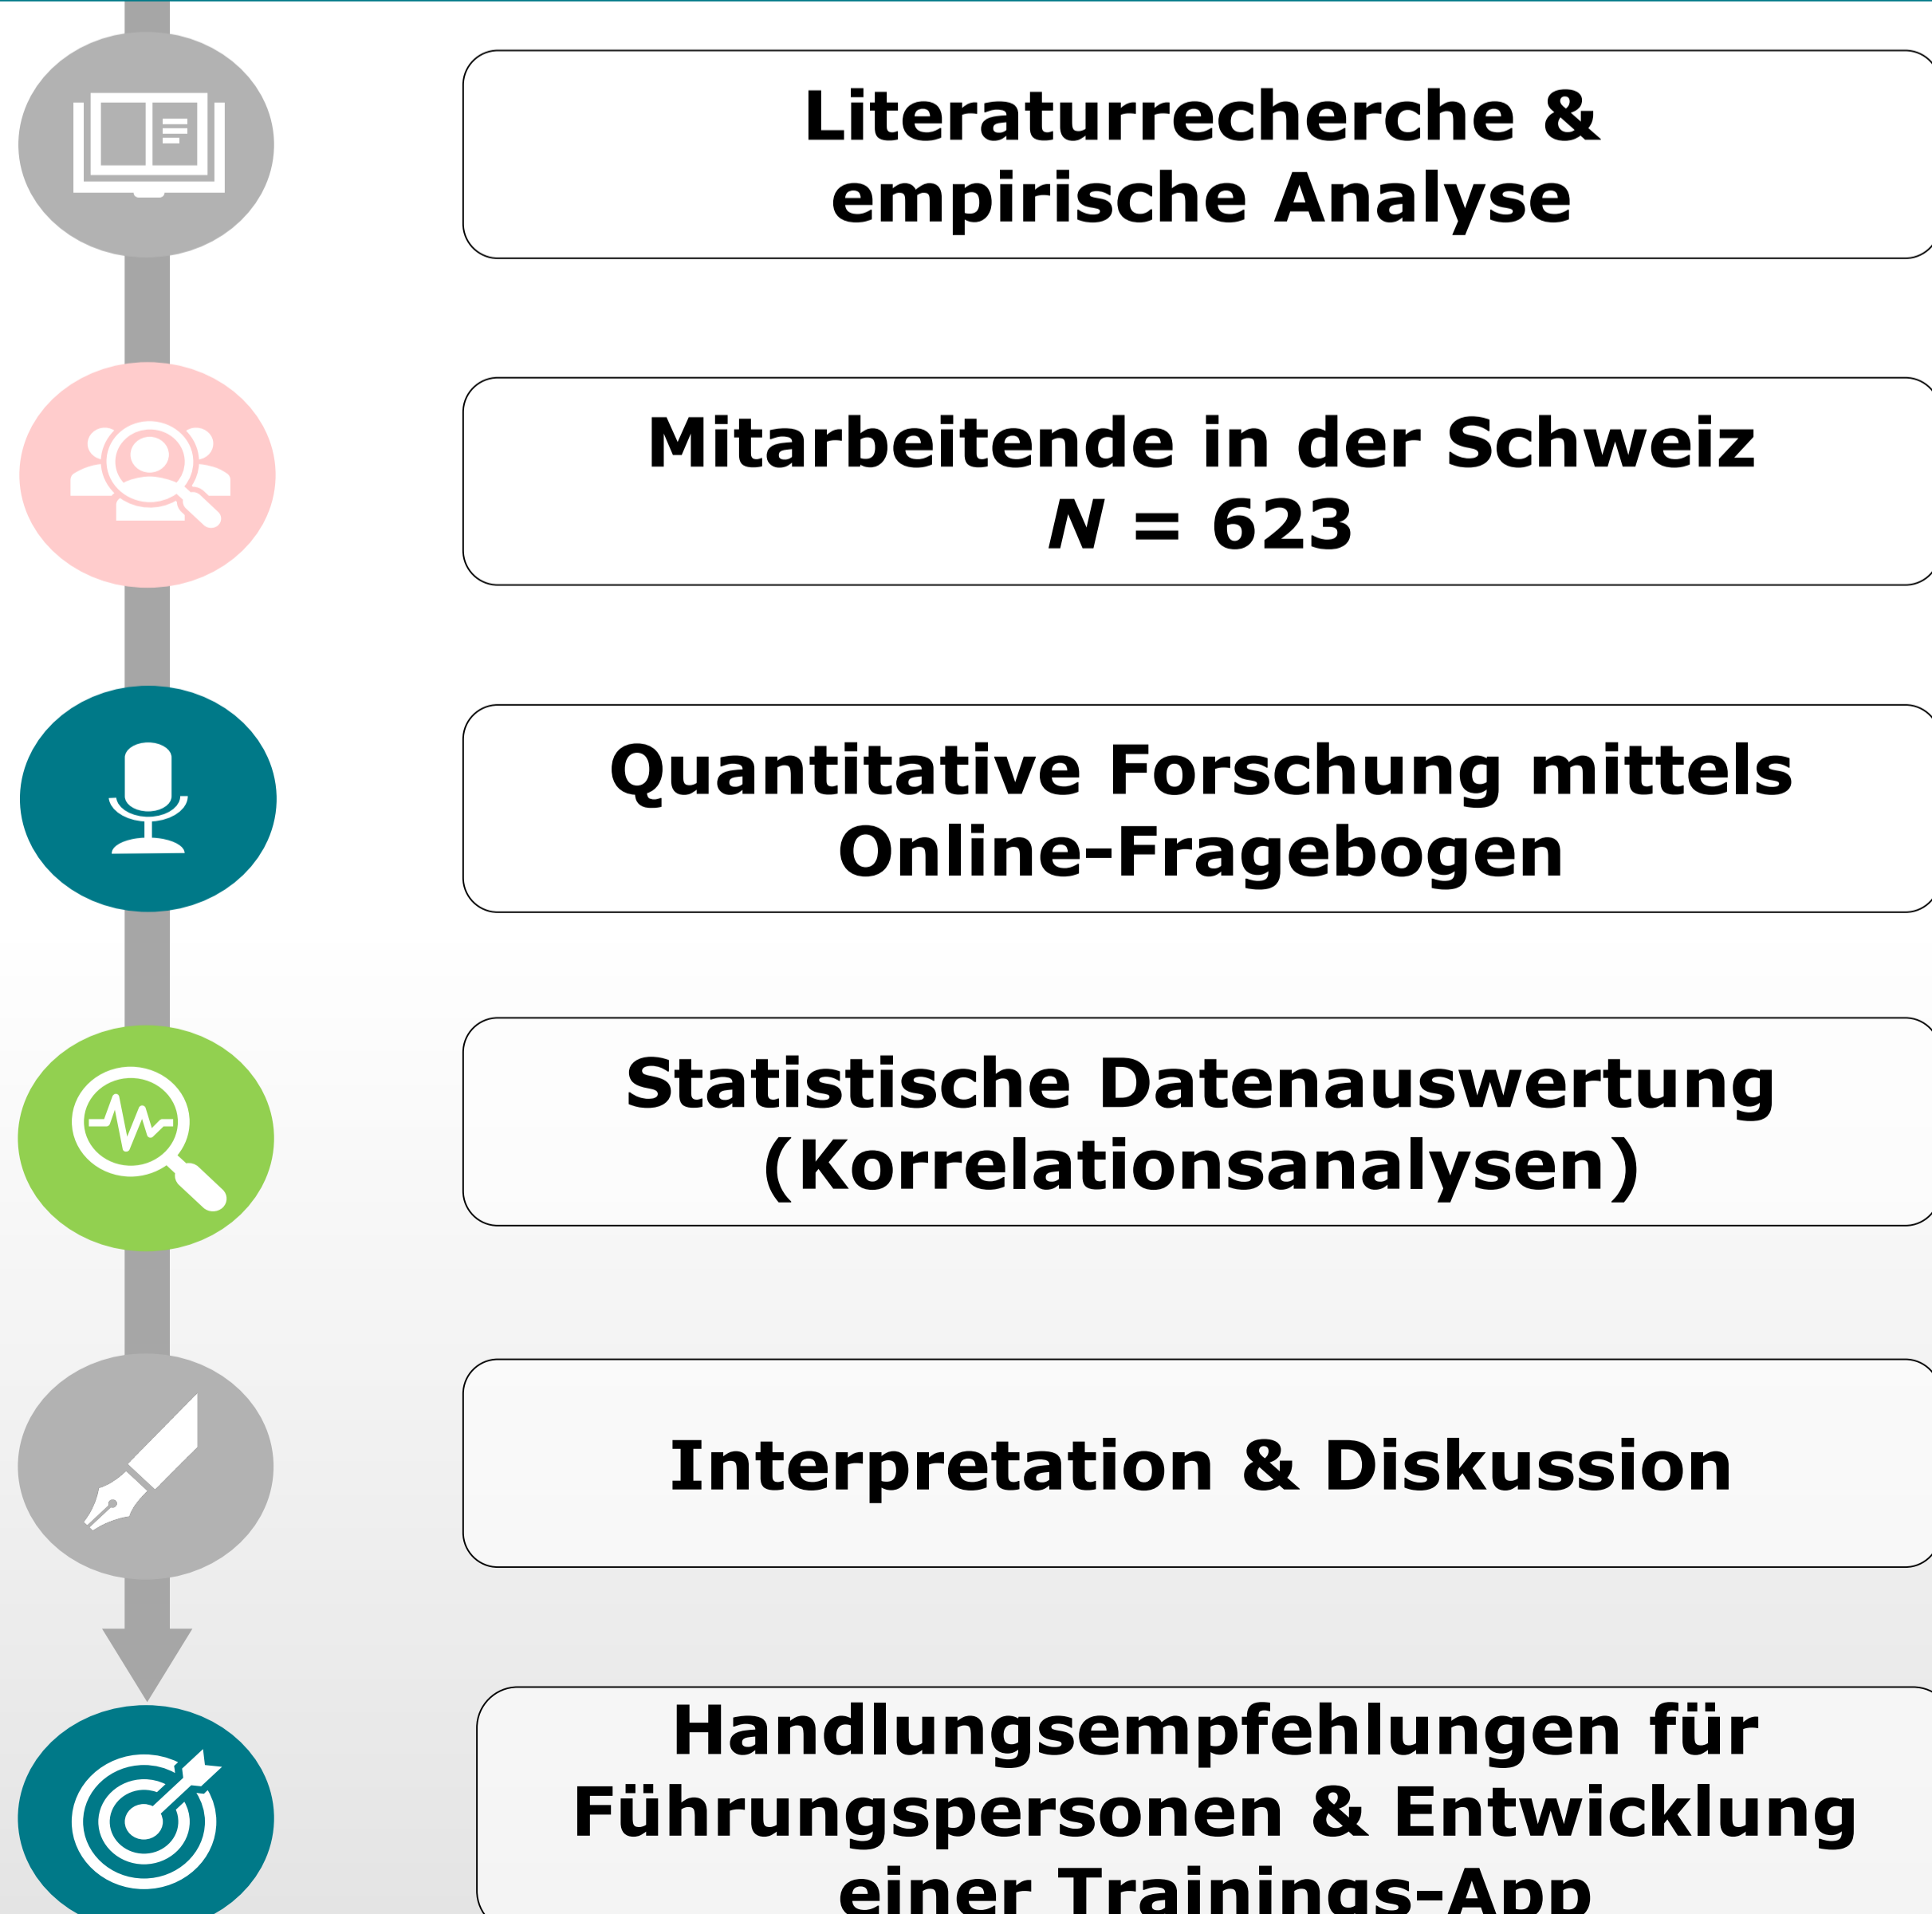 Literaturrecherche &
empirische Analyse
Mitarbeitende in der Schweiz
N = 623
Quantitative Forschung mittels
Online-Fragebogen
Statistische Datenauswertung
(Korrelationsanalysen)
Interpretation & Diskussion
Handlungsempfehlungen für
Führungspersonen & Entwicklung
einer Trainings-App